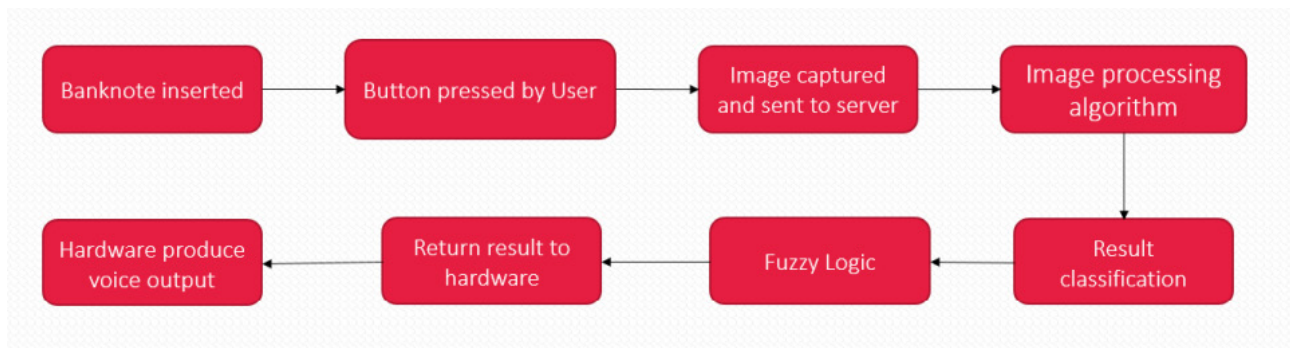 Banknote inserted
Button pressed by User
Image captured
and sent to server
Image processing
algorithm
Result
classification
Fuzzy Logic
Return result to
hardware
Hardware produce
voice output